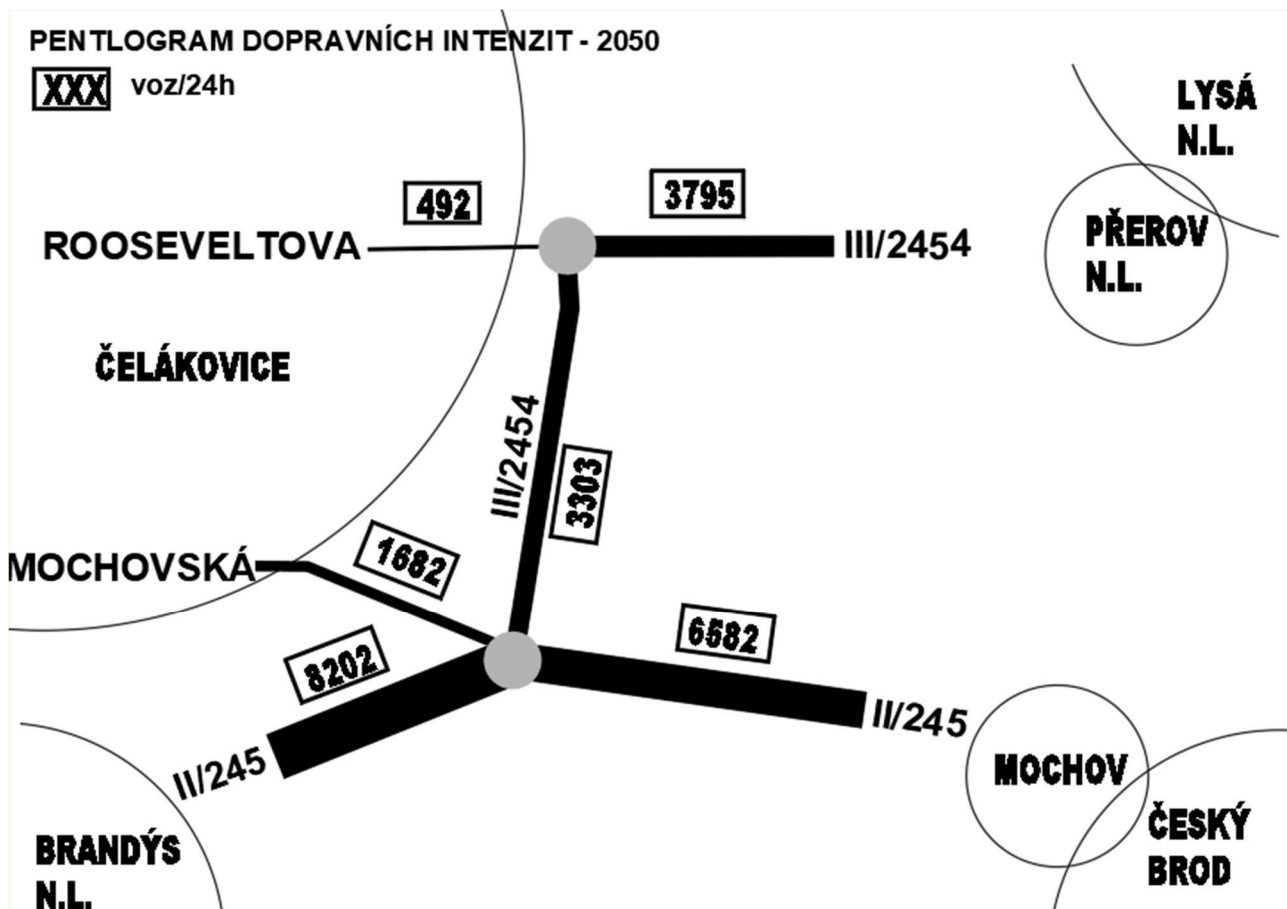 PENTLOGRAM DOPRAVNÍCH INTENZIT - 2050
XXX voz/24h
LYSÁ
N.L.
492
3795
ROOSEVELTOVA
III/2454
PŘEROV
N.L.
ČELÁKOVICE
III/2454
3303
MOCHOVSKÁ
1682
6582
8202
II/245
II/245
MOCHOV
BRANDÝS
N.L.
ČESKÝ
BROD